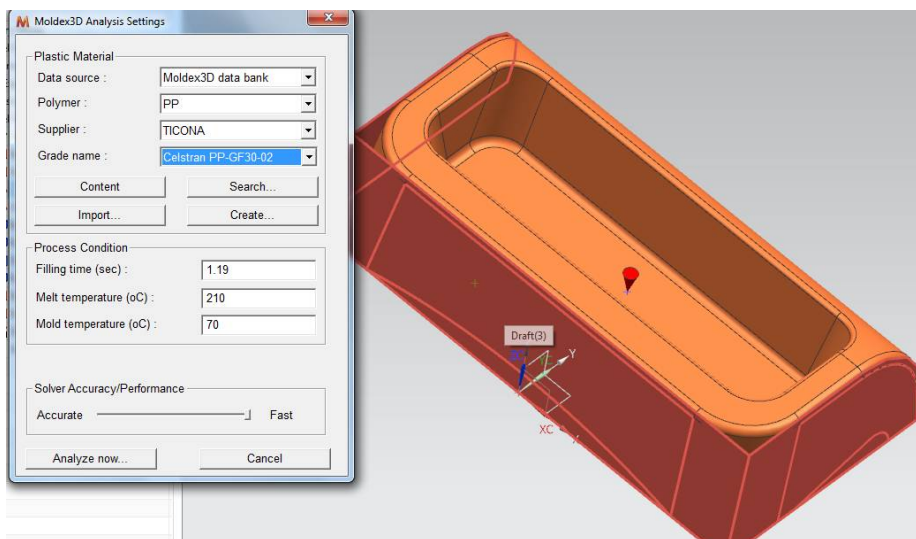 Moldex3D Analysis Settings
Plastic Material
Data source : Moldex3D data bank
Polymer : PP
Supplier : TICONA
Grade name : Celstran PP-GF30-02
Content Search...
Import... Create...
Process Condition
Filling time (sec) : 1.19
Melt temperature (oC) : 210
Mold temperature (oC) : 70
Solver Accuracy/Performance
Accurate Fast
Analyze now... Cancel
Draft(3)
Y
XC